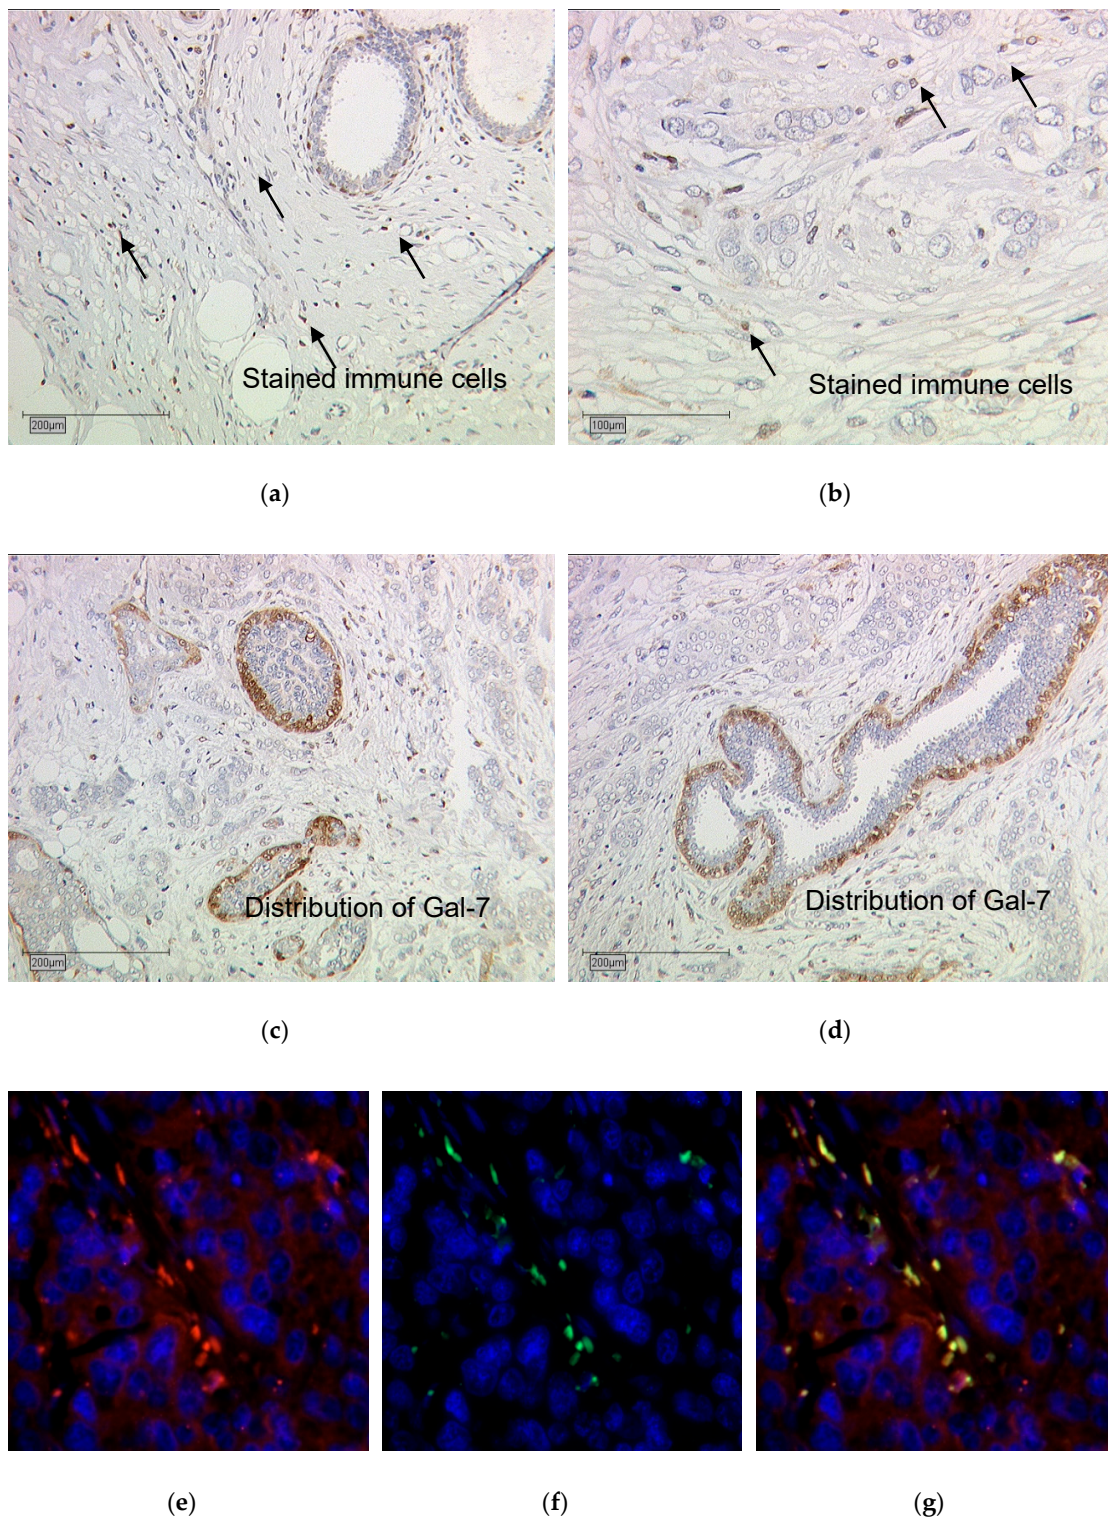 Stained immune cells
200µm
Stained immune cells
100µm
(a)
(b)
Distribution of Gal-7
200µm
Distribution of Gal-7
200µm
(c)
(d)
(e)
(f)
(g)